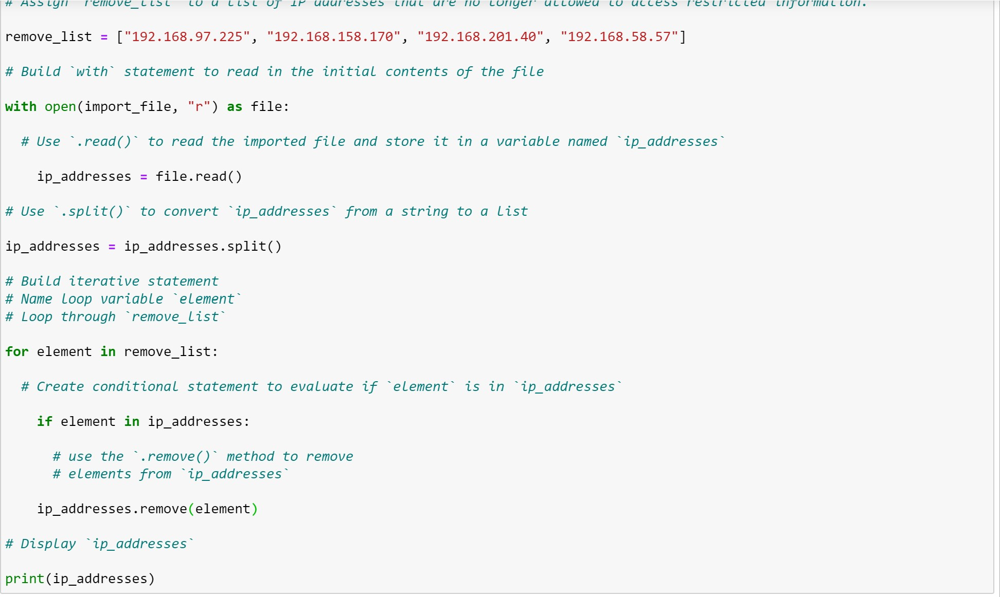 # Assign `remove_list` to a list of IP addresses that are no longer allowed to access restricted information.
remove_list = ["192.168.97.225", "192.168.158.170", "192.168.201.40", "192.168.58.57"]
# Build `with` statement to read in the initial contents of the file
with open(import_file, "r") as file:
# Use `.read()` to read the imported file and store it in a variable named `ip_addresses`
ip_addresses = file.read()
# Use `.split()` to convert `ip_addresses` from a string to a list
ip_addresses = ip_addresses.split()
# Build iterative statement
# Name loop variable `element`
# Loop through `remove_list`
for element in remove_list:
# Create conditional statement to evaluate if `element` is in `ip_addresses`
if element in ip_addresses:
# use the `.remove()` method to remove
# elements from `ip_addresses`
ip_addresses.remove(element)
# Display `ip_addresses`
print(ip_addresses)